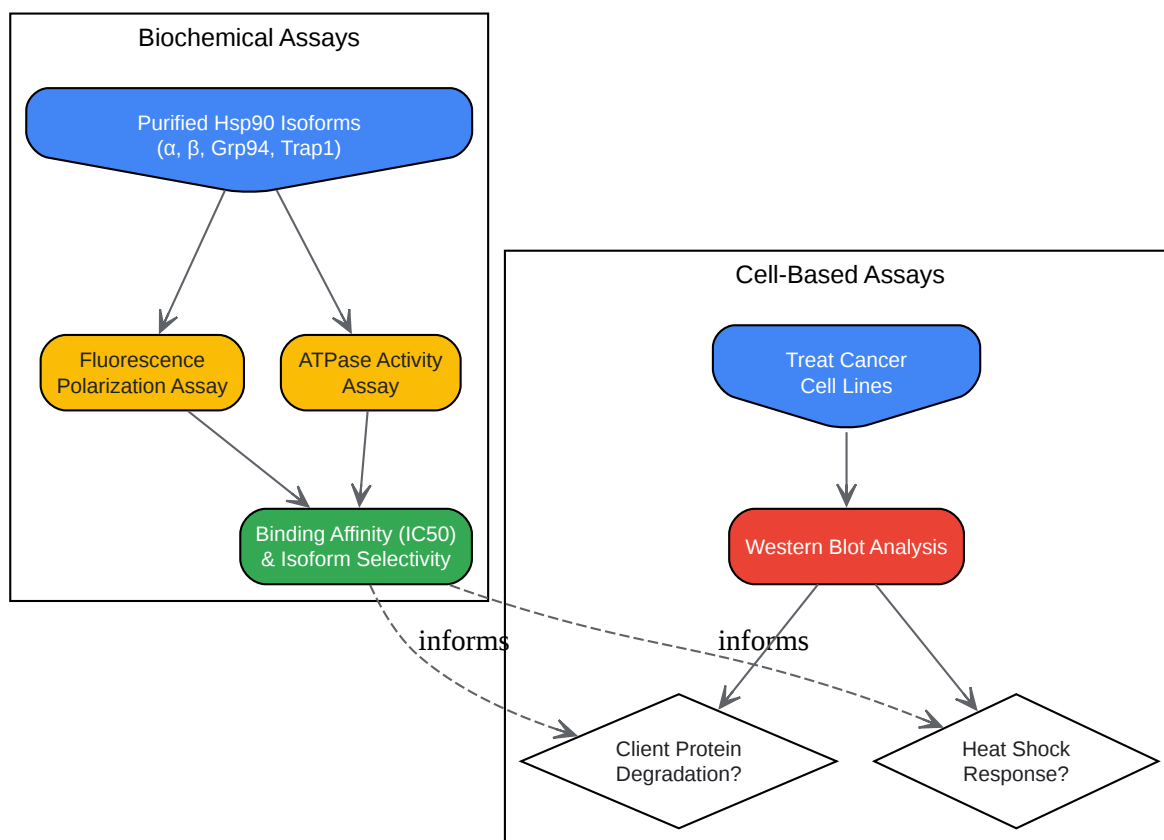 Biochemical Assays
Purified Hsp90 Isoforms
(α, β, Grp94, Trap1)
Fluorescence
Polarization Assay
ATPase Activity
Assay
Binding Affinity (IC50)
& Isoform Selectivity
Cell-Based Assays
Treat Cancer
Cell Lines
Western Blot Analysis
informs
informs
Client Protein
Degradation?
Heat Shock
Response?